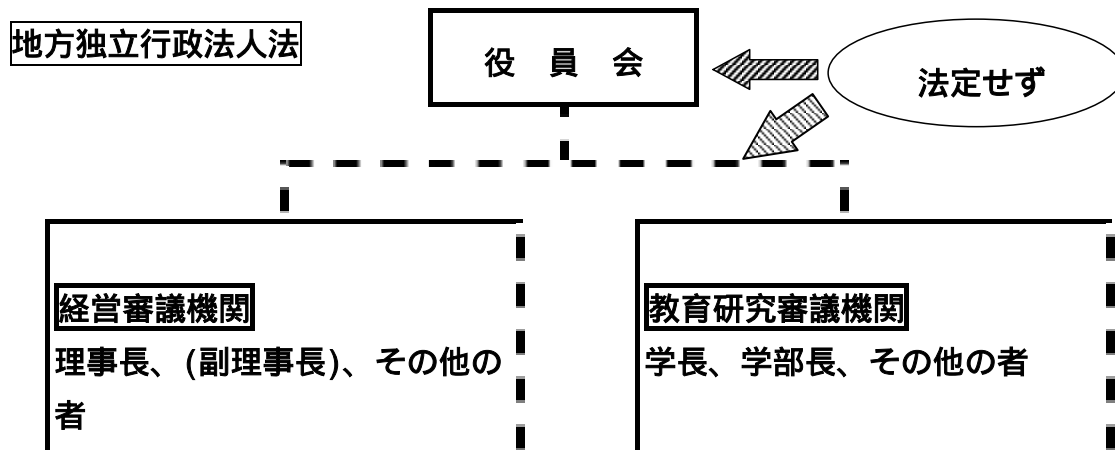 地方独立行政法人法
役　員　会
法定せず
経営審議機関
理事長、(副理事長)、その他の
者
教育研究審議機関
学長、学部長、その他の者